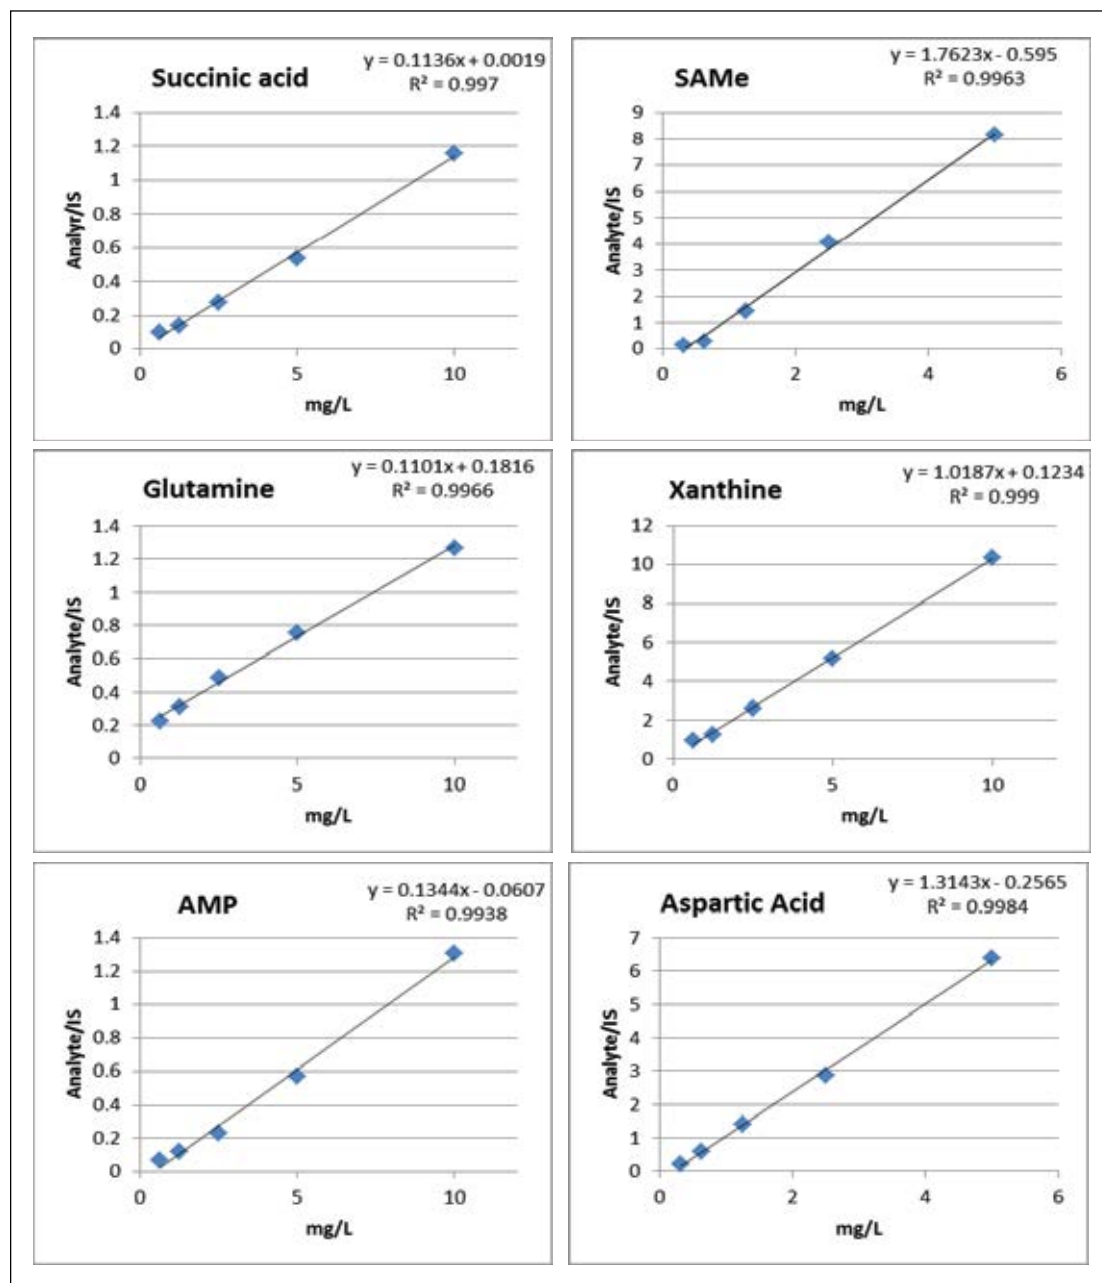 Succinic acid
y = 0.1136x + 0.0019
R² = 0.997
1.4
1.2
1
0.8
0.6
0.4
0.2
0
Analyr/IS
0 5 10
mg/L
SAMe
y = 1.7623x - 0.595
R² = 0.9963
9
8
7
6
5
4
3
2
1
0
Analyte/IS
0 2 4 6
mg/L
Glutamine
y = 0.1101x + 0.1816
R² = 0.9966
1.4
1.2
1
0.8
0.6
0.4
0.2
0
Analyte/IS
0 5 10
mg/L
Xanthine
y = 1.0187x + 0.1234
R² = 0.999
12
10
8
6
4
2
0
Analyte/IS
0 5 10
mg/L
AMP
y = 0.1344x - 0.0607
R² = 0.9938
1.4
1.2
1
0.8
0.6
0.4
0.2
0
Analyte/IS
0 5 10
mg/L
Aspartic Acid
y = 1.3143x - 0.2565
R² = 0.9984
7
6
5
4
3
2
1
0
Analyte/IS
0 2 4 6
mg/L